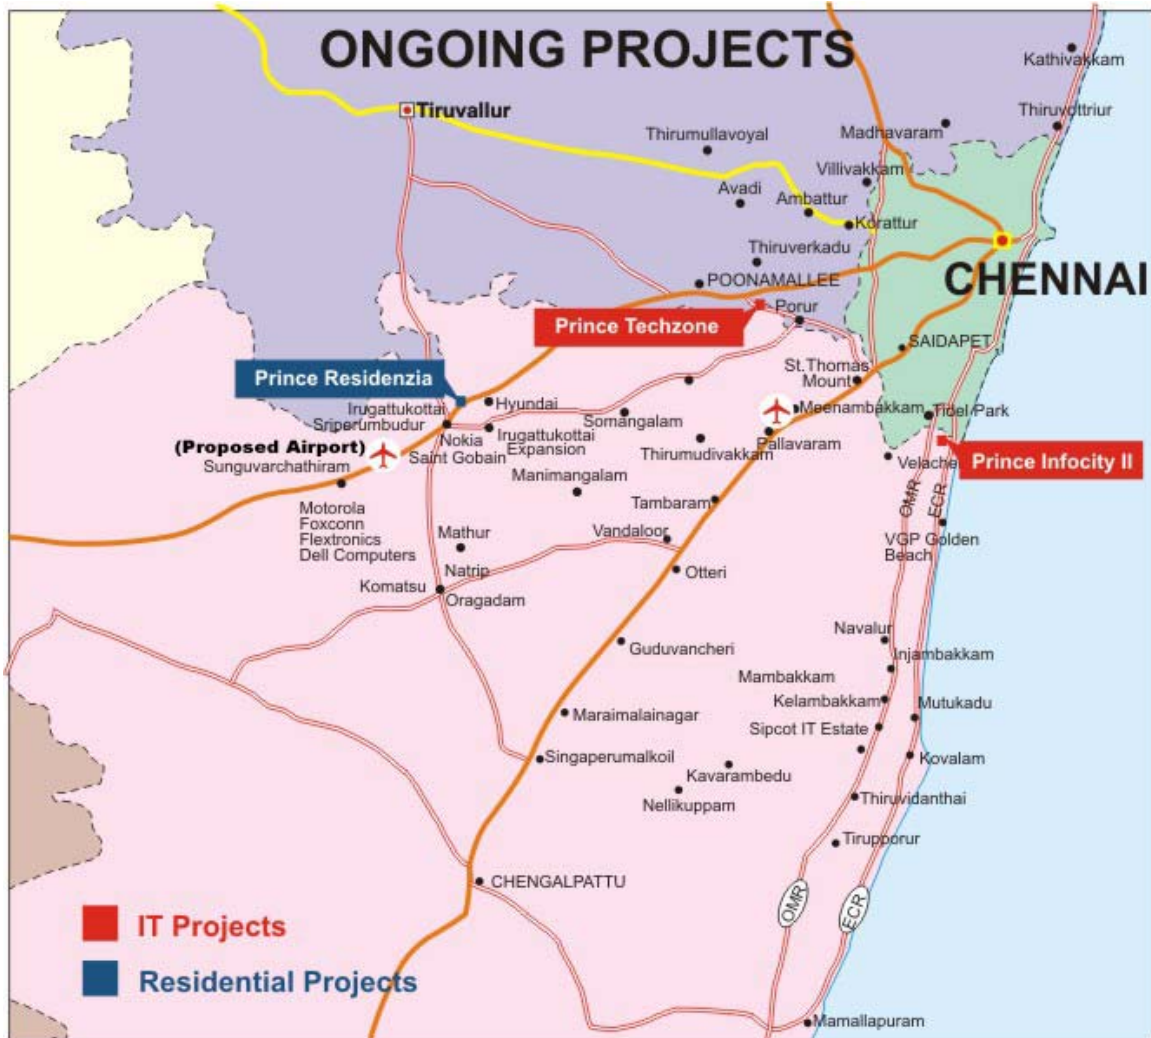 ONGOING PROJECTS
Kathivakkam
Tiruvallur
Thiruvottriur
Thirumullavoyal
Madhavaram
Villivakkam
Avadi
Ambattur
Korattur
Thiruverkadu
POONAMALLEE
CHENNAI
Prince Techzone
Porur
SAIDAPET
St.Thomas
Mount
Prince Residenzia
Irugattukottai
Hyundai
Sriperumbudur
Somangalam
Meenambakkam
Tidel Park
(Proposed Airport)
Nokia
Saint Gobain
Irugattukottai
Expansion
Thirumudivakkam
Pallavaram
Sunguvarchathiram
Manimangalam
Velache
Prince Infocity II
Motorola
Foxconn
Flextronics
Dell Computers
Tambaram
OMR
ECR
Mathur
Vandaloor
VGP Golden
Beach
Natrip
Komatsu
Oragadam
Otteri
Guduvancheri
Navalur
Injambakkam
Mambakkam
Kelambakkam
Maraimalainagar
Mutukadu
Sipcot IT Estate
Singaperumalkoil
Kovalam
Kavarambedu
Nellikuppam
Thiruvidanthai
Tirupporur
CHENGALPATTU
OMR
ECR
IT Projects
Residential Projects
Mamallapuram